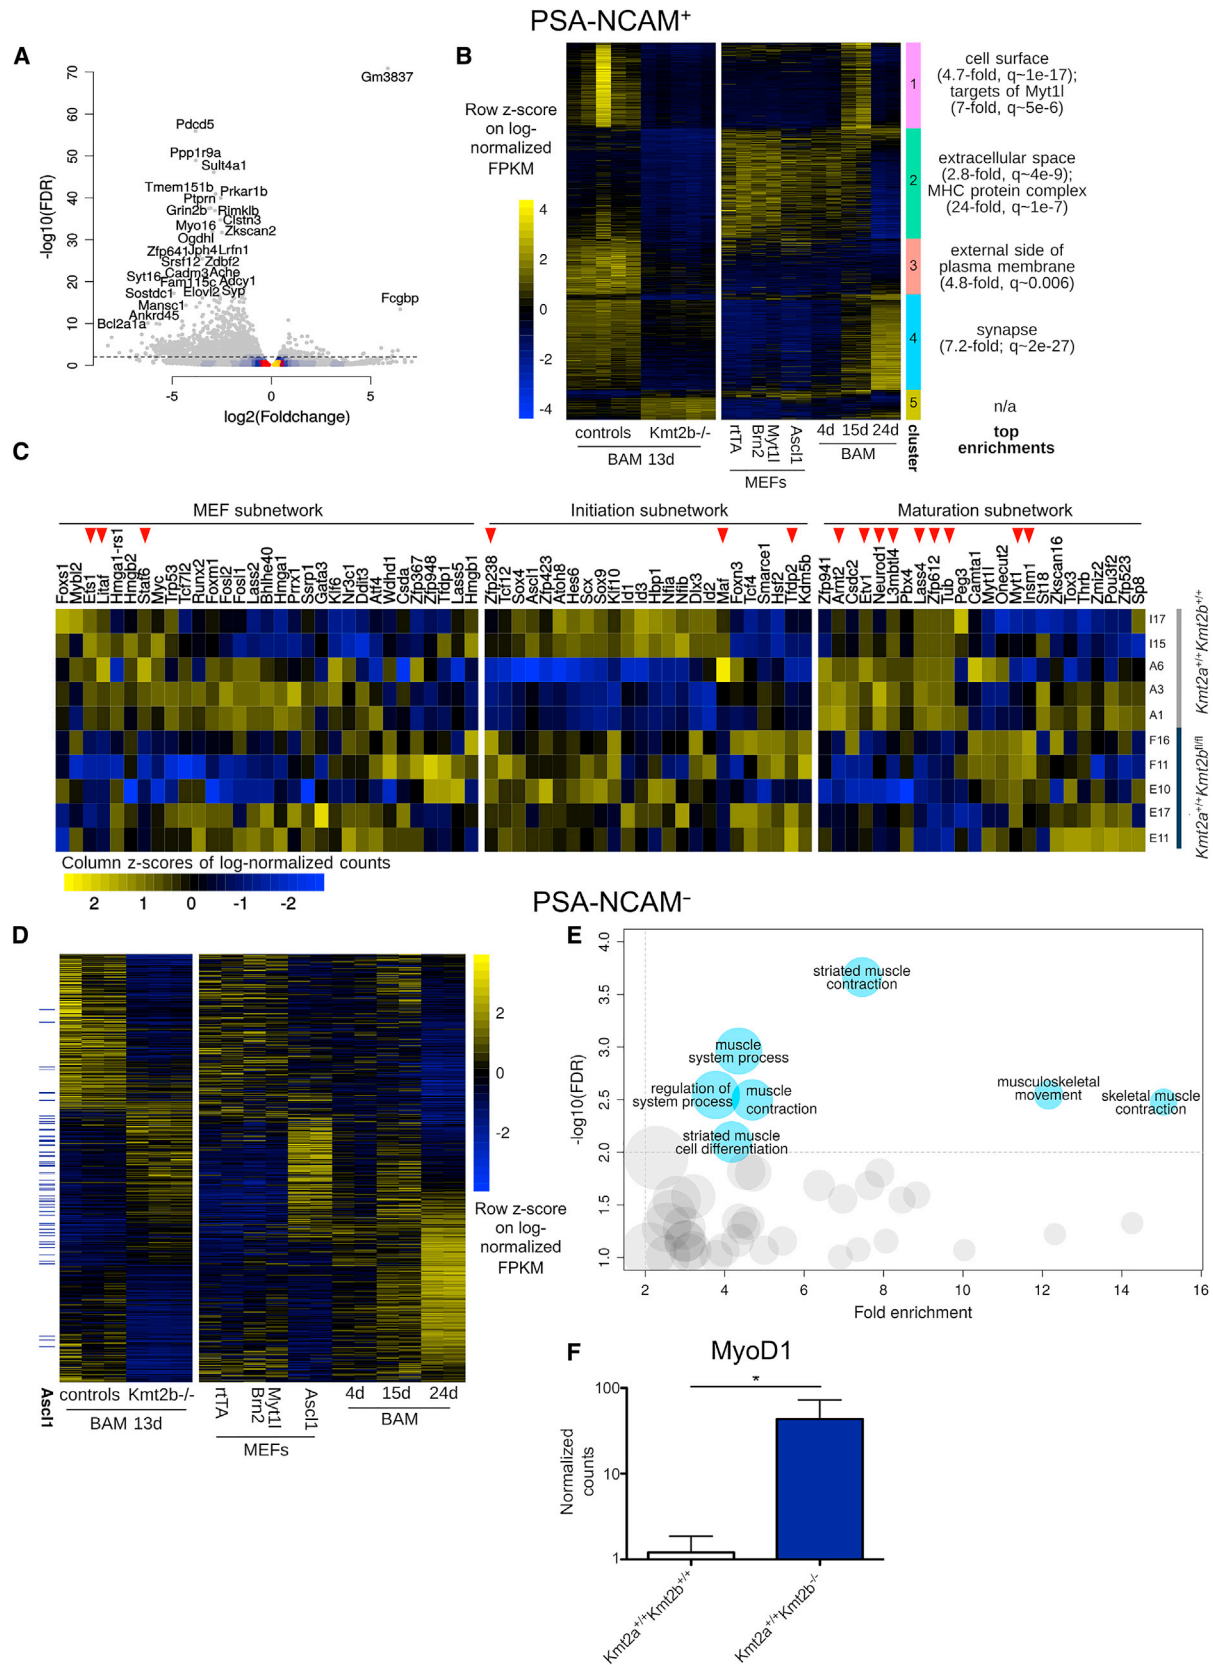 PSA-NCAM+
A
-log10(FDR)
70
60
50
40
30
20
10
0
Gm3837
Pdcd5
Ppp1r9a
Sult4a1
Tmem151b
Prkar1b
Ptprn
Grin2b
Rimklb
Clstn3
Myo16
Zkscan2
Ogdhl
Zfp641
Jph4
Lrfn1
Srsf12
Zdbf2
Syt16
Cadm3
Ache
Fam115c
Adcy1
Sostdc1
Elovl2
Syp
Fcgbp
Mansc1
Ankrd45
Bcl2a1a
-5
0
5
log2(Foldchange)
B
Row z-score
on log-
normalized
FPKM
4
2
0
-2
-4
1
2
3
4
5
cell surface
(4.7-fold, q~1e-17);
targets of Myt1l
(7-fold, q~5e-6)
extracellular space
(2.8-fold, q~4e-9);
MHC protein complex
(24-fold, q~1e-7)
external side of
plasma membrane
(4.8-fold, q~0.006)
synapse
(7.2-fold; q~2e-27)
n/a
controls
Kmt2b-/-
BAM 13d
rtTA
Brn2
Myt1l
Ascl1
MEFs
4d
15d
24d
BAM
cluster
top
enrichments
C
MEF subnetwork
Initiation subnetwork
Maturation subnetwork
Foxs1
Mybl2
Ets1
Litaf
Hmga1-rs1
Hmgb2
Stat6
Myc
Trp53
Tcf7l2
Runx2
Foxm1
Fosl2
Fosl1
Lass2
Bhlhe40
Hmga1
Prrx1
Ssrp1
Gata3
Klf6
Nr3c1
Ddit3
Atf4
Wdhd1
Csda
Zfp367
Zfp948
Tfdp1
Lass5
Hmgb1
Zfp238
Tcf12
Sox4
Ascl1
Zfp423
Atoh8
Hes6
Scx
Sox9
Klf10
Id1
Id3
Hbp1
Nfia
Nfib
Dlx3
Id2
Maf
Foxn3
Tcf4
Smarce1
Hsf2
Tfdp2
Kdm5b
Zfp941
Arnt2
Gsdc2
Etv1
Neurod1
L3mbtl4
Pbx4
Lass4
Zfp612
Tub
Peg3
Camta1
Myt1l
Onecut2
Myt1
Insm1
St18
Zkscan16
Tox3
Thrb
Zmiz2
Pou3f2
Zfp523
Sp8
I17
I15
A6
A3
A1
F16
F11
E10
E17
E11
Kmt2a+/+Kmt2b+/+
Kmt2a+/+Kmt2bfl/fl
Column z-scores of log-normalized counts
2
1
0
-1
-2
PSA-NCAM-
D
2
0
-2
Row z-score
on log-
normalized
FPKM
Ascl1
controls
Kmt2b-/-
BAM 13d
rtTA
Brn2
Myt1l
Ascl1
MEFs
4d
15d
24d
BAM
E
-log10(FDR)
4.0
3.5
3.0
2.5
2.0
1.5
1.0
striated muscle
contraction
muscle
system process
regulation of
system process
muscle
contraction
striated muscle
cell differentiation
musculoskeletal
movement
skeletal muscle
contraction
2
4
6
8
10
12
14
16
Fold enrichment
F
MyoD1
*
Normalized
counts
100
10
1
Kmt2a+/+Kmt2b+/+
Kmt2a+/+Kmt2b-/-